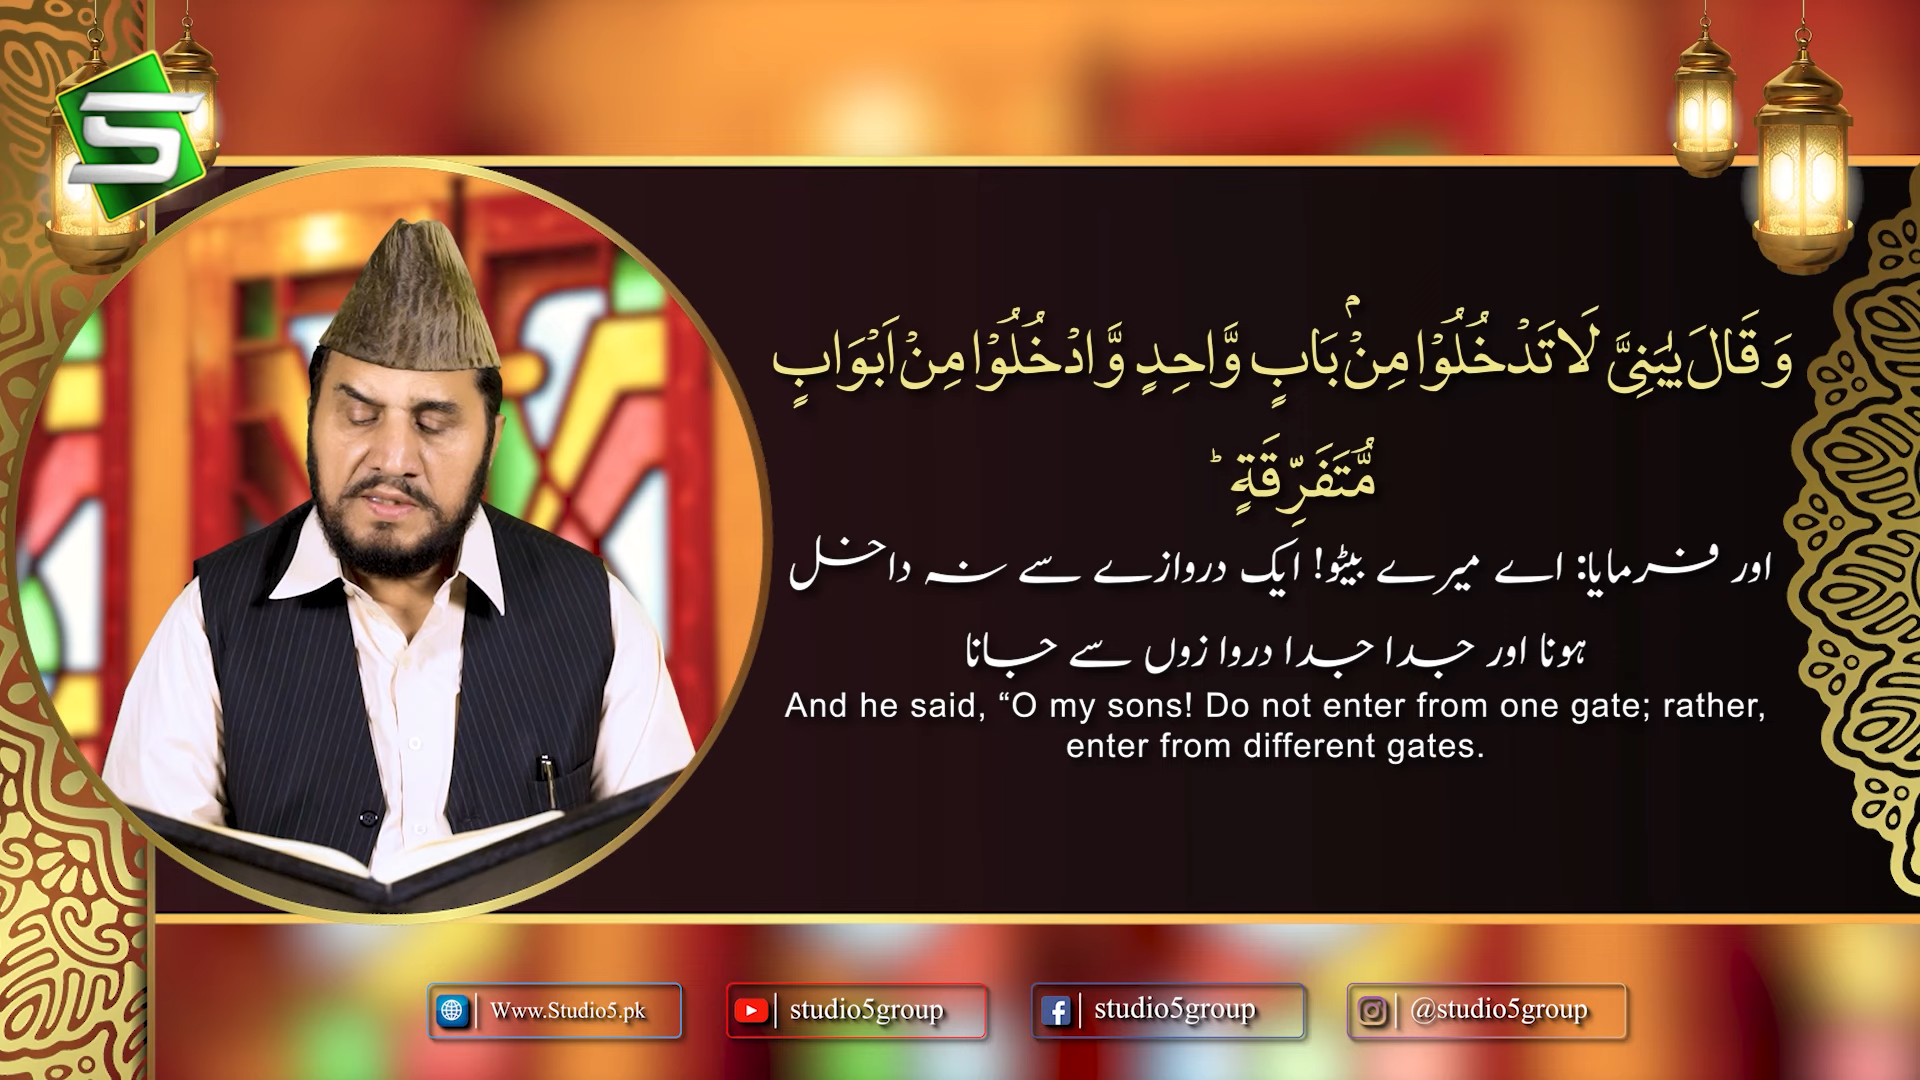 وَ قَالَ یٰبَنِیَّ لَا تَدۡخُلُوۡا مِنۡۢ بَابٍ وَّاحِدٍ وَّ ادۡخُلُوۡا مِنۡ اَبۡوَابٍ
مُّتَفَرِّقَةٍ ؕ
اور فرمایا: اے میرے بیٹو! ایک دروازے سے نہ داخل
ہونا اور جدا جدا دروا زوں سے جانا
And he said, “O my sons! Do not enter from one gate; rather,
enter from different gates.
Www.Studio5.pk
studio5group
studio5group
@studio5group